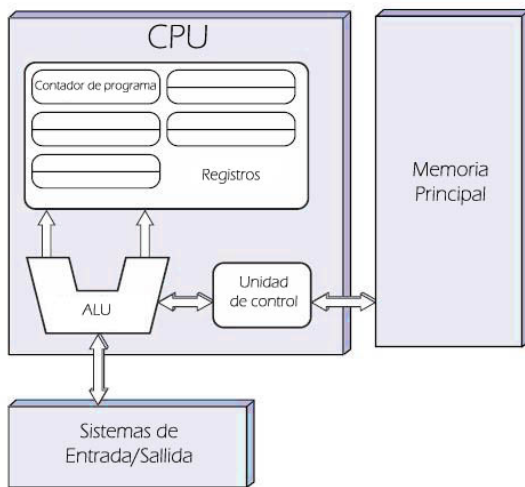 CPU
Contador de programa
Registros
Memoria
Principal
Unidad
de control
ALU
Sistemas de
Entrada/Sallida